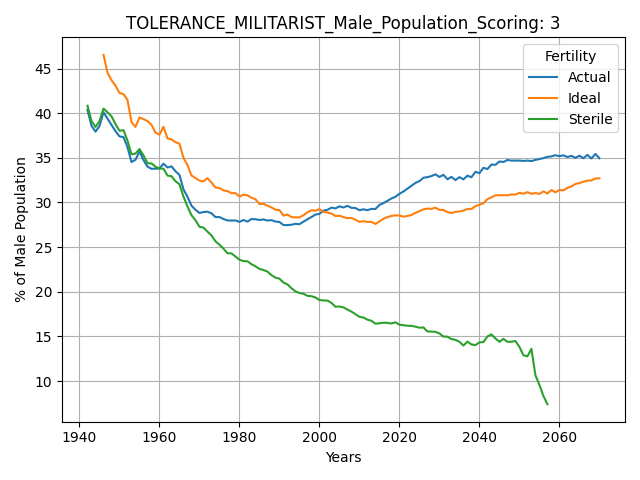 TOLERANCE_MILITARIST_Male_Population_Scoring: 3
% of Male Population
45
40
35
30
25
20
15
10
Fertility
Actual
Ideal
Sterile
1940 1960 1980 2000 2020 2040 2060
Years